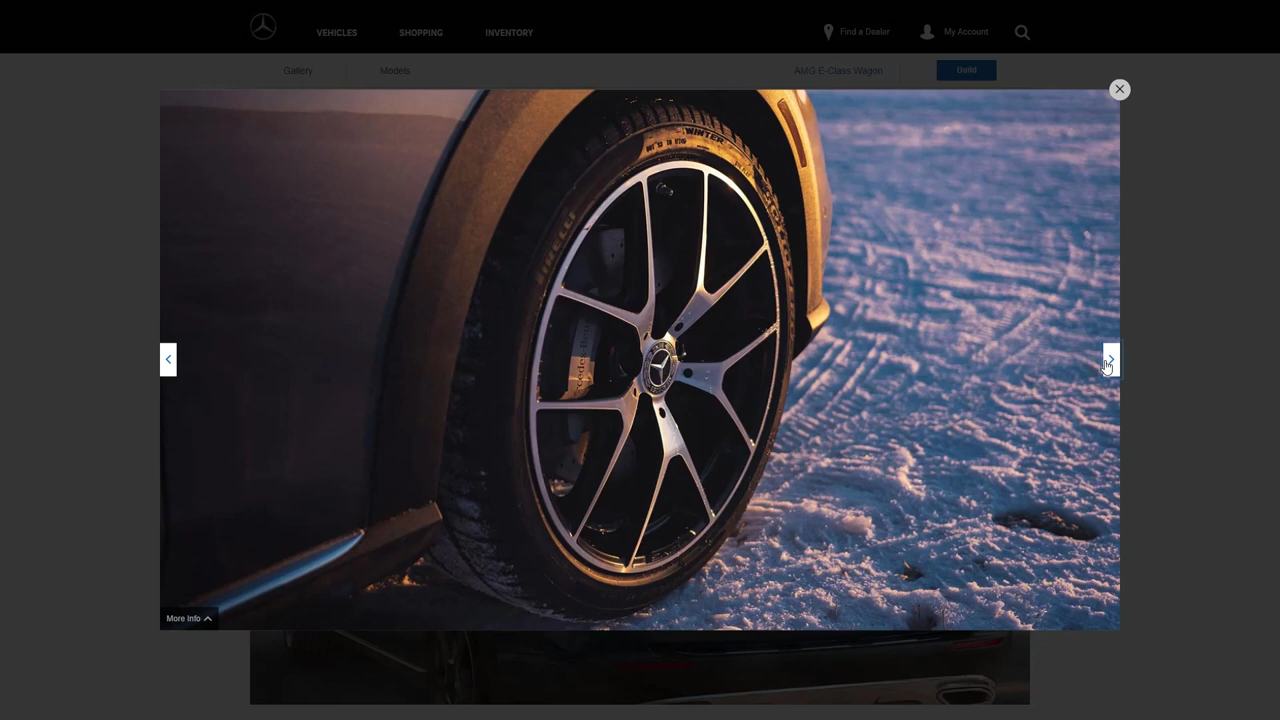 VEHICLES
SHOPPING
INVENTORY
Find a Dealer
My Account
Gallery
Models
AMG E-Class Wagon
Build
WINTER
PIRELLI
More Info